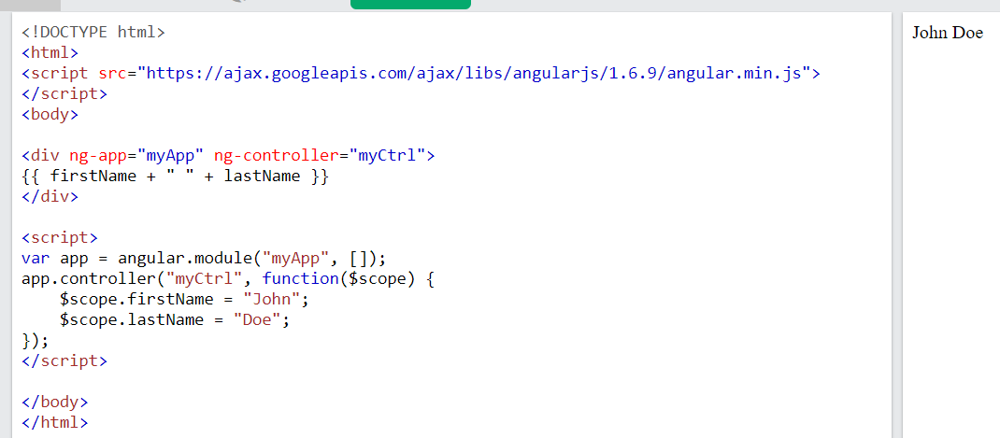 <!DOCTYPE html>
<html>
<script src="https://ajax.googleapis.com/ajax/libs/angularjs/1.6.9/angular.min.js">
</script>
<body>

<div ng-app="myApp" ng-controller="myCtrl">
{{ firstName + " " + lastName }}
</div>

<script>
var app = angular.module("myApp", []);
app.controller("myCtrl", function($scope) {
    $scope.firstName = "John";
    $scope.lastName = "Doe";
});
</script>

</body>
</html>
John Doe